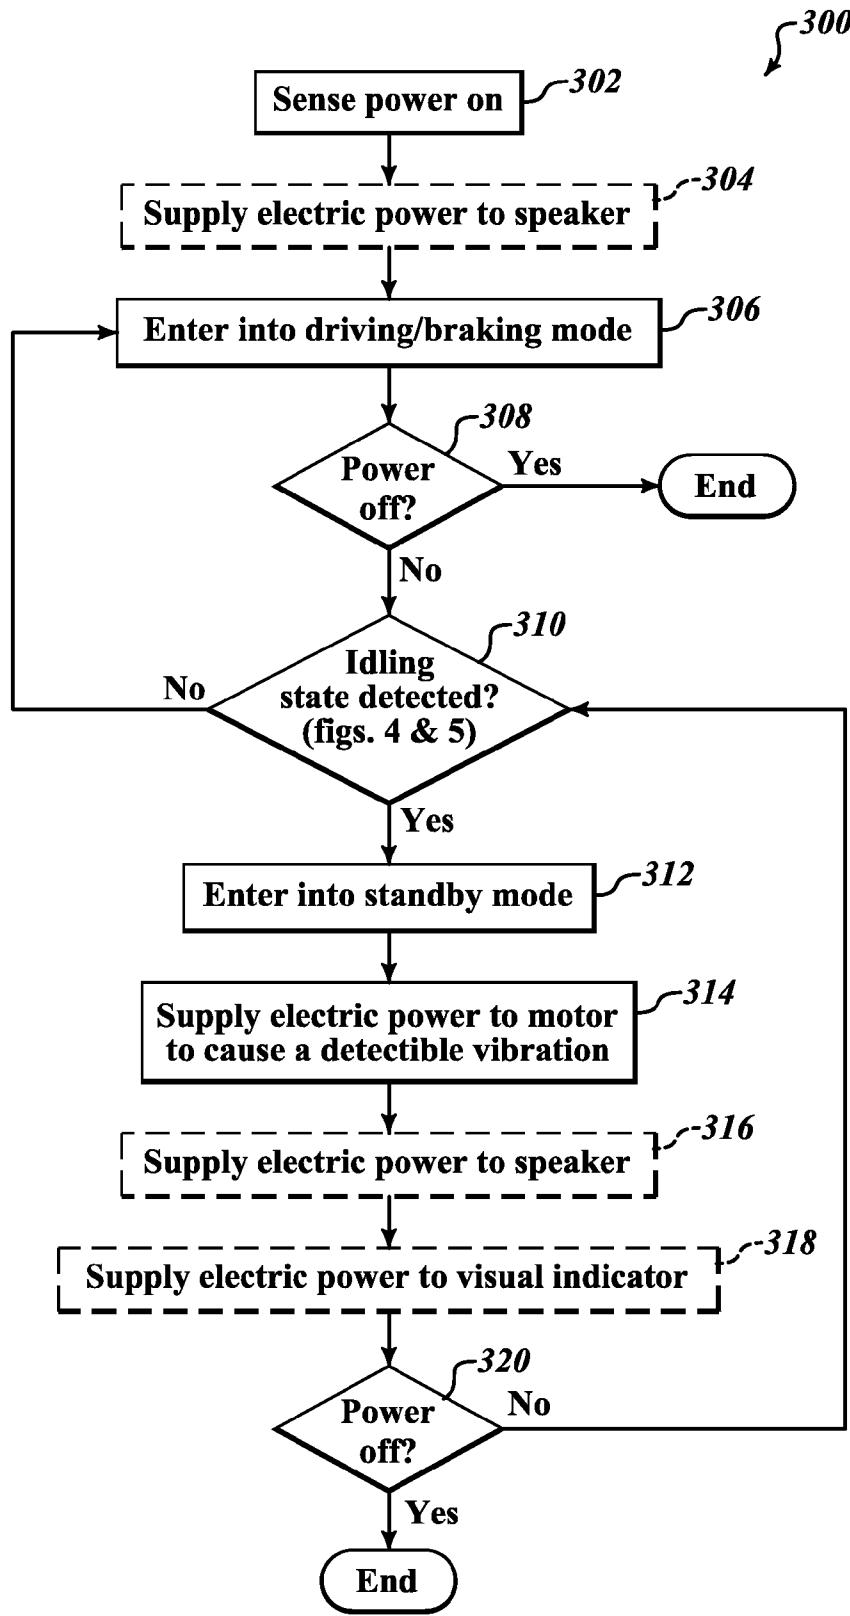 300
Sense power on
302
Supply electric power to speaker
304
Enter into driving/braking mode
306
308
Power
off?
Yes
End
No
310
Idling
state detected?
(figs. 4 & 5)
No
Yes
Enter into standby mode
312
Supply electric power to motor
to cause a detectible vibration
314
Supply electric power to speaker
316
Supply electric power to visual indicator
318
320
Power
off?
No
Yes
End